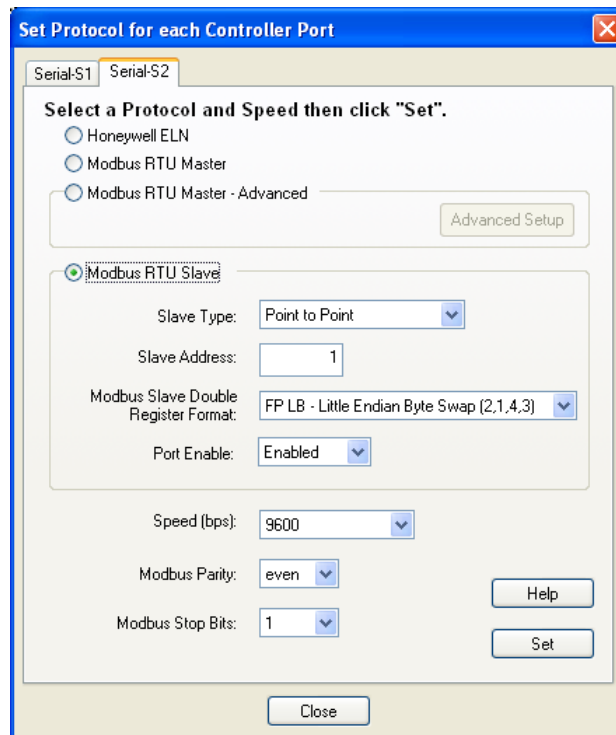 Set Protocol for each Controller Port
Serial-S1 Serial-S2
Select a Protocol and Speed then click "Set".
Honeywell ELN
Modbus RTU Master
Modbus RTU Master - Advanced
Advanced Setup
Modbus RTU Slave
Slave Type: Point to Point
Slave Address: 1
Modbus Slave Double
Register Format: FP LB - Little Endian Byte Swap (2,1,4,3)
Port Enable: Enabled
Speed (bps): 9600
Modbus Parity: even
Help
Modbus Stop Bits: 1
Set
Close